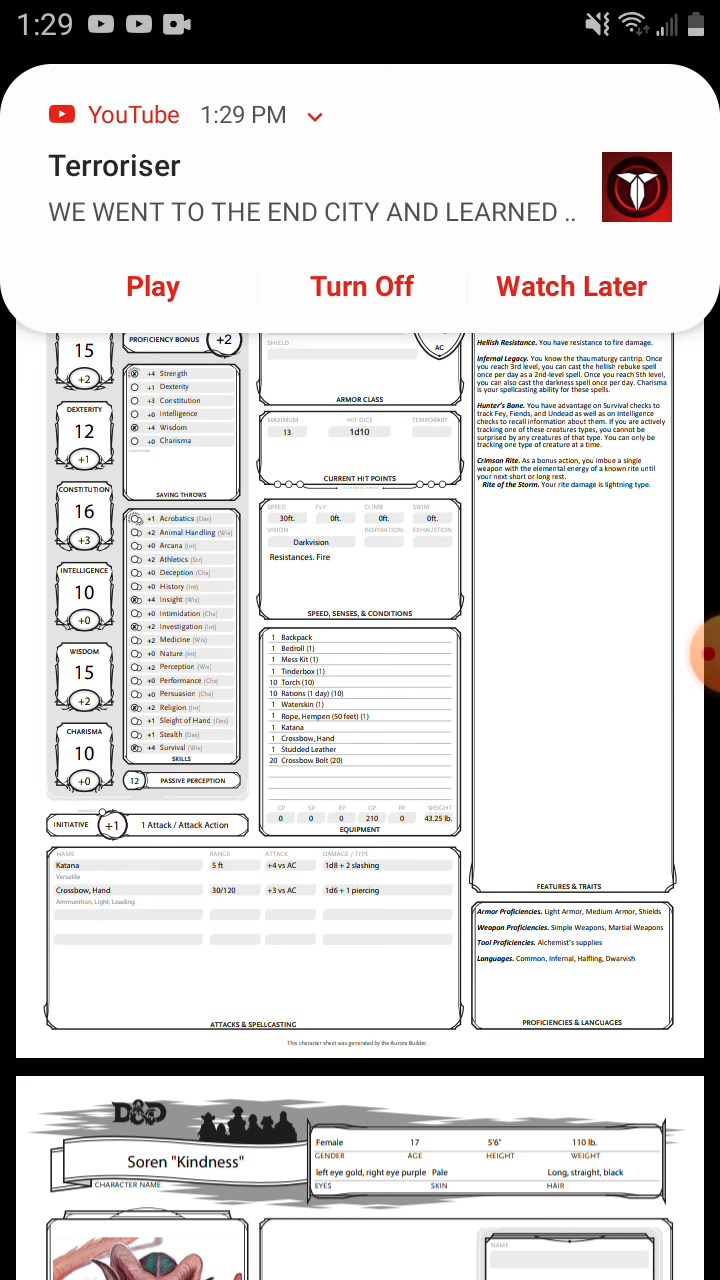 1:29
YouTube 1:29 PM
Terroriser
WE WENT TO THE END CITY AND LEARNED ..
Play Turn Off Watch Later
15
+2
DEXTERITY
12
+1
CONSTITUTION
16
+3
INTELLIGENCE
10
+0
WISDOM
15
+2
CHARISMA
10
+0
PROFICIENCY BONUS +2
+4 Strength
+1 Dexterity
+3 Constitution
+0 Intelligence
+4 Wisdom
+0 Charisma
SAVING THROWS
+1 Acrobatics (Dex)
+2 Animal Handling (Wis)
+0 Arcana (Int)
+2 Athletics (Str)
+0 Deception (Cha)
+0 History (Int)
+4 Insight (Wis)
+0 Intimidation (Cha)
+2 Investigation (Int)
+2 Medicine (Wis)
+0 Nature (Int)
+2 Perception (Wis)
+0 Performance (Cha)
+0 Persuasion (Cha)
+2 Religion (Int)
+1 Sleight of Hand (Dex)
+1 Stealth (Dex)
+4 Survival (Wis)
SKILLS
12 PASSIVE PERCEPTION
INITIATIVE +1 1 Attack / Attack Action
SHIELD
AC
ARMOR CLASS
MAXIMUM HIT DICE TEMPORARY
13 1d10
CURRENT HIT POINTS
SPEED FLY CLIMB SWIM
30ft. 0ft. 0ft. 0ft.
VISION INSPIRATION EXHAUSTION
Darkvision
Resistances. Fire
SPEED, SENSES, & CONDITIONS
1 Backpack
1 Bedroll (1)
1 Mess Kit (1)
1 Tinderbox (1)
10 Torch (10)
10 Rations (1 day) (10)
1 Waterskin (1)
1 Rope, Hempen (50 feet) (1)
1 Katana
1 Crossbow, Hand
1 Studded Leather
20 Crossbow Bolt (20)
CP SP EP GP PP WEIGHT
0 0 0 210 0 43.25 lb.
EQUIPMENT
Hellish Resistance. You have resistance to fire damage.
Infernal Legacy. You know the thaumaturgy cantrip. Once
you reach 3rd level, you can cast the hellish rebuke spell
once per day as a 2nd-level spell. Once you reach 5th level,
you can also cast the darkness spell once per day. Charisma
is your spellcasting ability for these spells.
Hunter's Bane. You have advantage on Survival checks to
track Fey, Fiends, and Undead as well as on Intelligence
checks to recall information about them. If you are actively
tracking one of these creatures types, you cannot be
surprised by any creatures of that type. You can only be
tracking one type of creature at a time.
Crimson Rite. As a bonus action, you imbue a single
weapon with the elemental energy of a known rite until
your next short or long rest.
Rite of the Storm. Your rite damage is lightning type.
FEATURES & TRAITS
NAME RANGE ATTACK DAMAGE / TYPE
Katana 5 ft +4 vs AC 1d8 + 2 slashing
Versatile
Crossbow, Hand 30/120 +3 vs AC 1d6 + 1 piercing
Ammunition, Light, Loading
ATTACKS & SPELLCASTING
Armor Proficiencies. Light Armor, Medium Armor, Shields
Weapon Proficiencies. Simple Weapons, Martial Weapons
Tool Proficiencies. Alchemist's supplies
Languages. Common, Infernal, Halfling, Dwarvish
PROFICIENCIES & LANGUAGES
This character sheet was generated by the Aurora Builder.
D&D
Soren "Kindness"
CHARACTER NAME
Female 17 5'6" 110 lb.
GENDER AGE HEIGHT WEIGHT
left eye gold, right eye purple Pale Long, straight, black
EYES SKIN HAIR
NAME